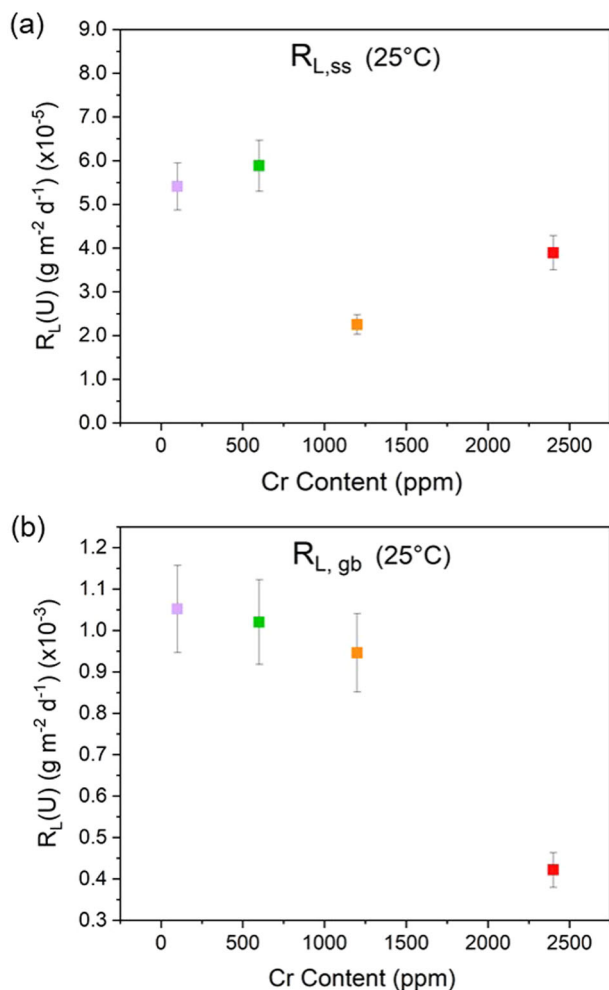 (a)
R_L,ss (25°C)
R_L(U) (g m⁻² d⁻¹) (x10⁻⁵)
9.0
8.0
7.0
6.0
5.0
4.0
3.0
2.0
1.0
0.0
0 500 1000 1500 2000 2500
Cr Content (ppm)
(b)
R_L, gb (25°C)
R_L(U) (g m⁻² d⁻¹) (x10⁻³)
1.2
1.1
1.0
0.9
0.8
0.7
0.6
0.5
0.4
0.3
0 500 1000 1500 2000 2500
Cr Content (ppm)